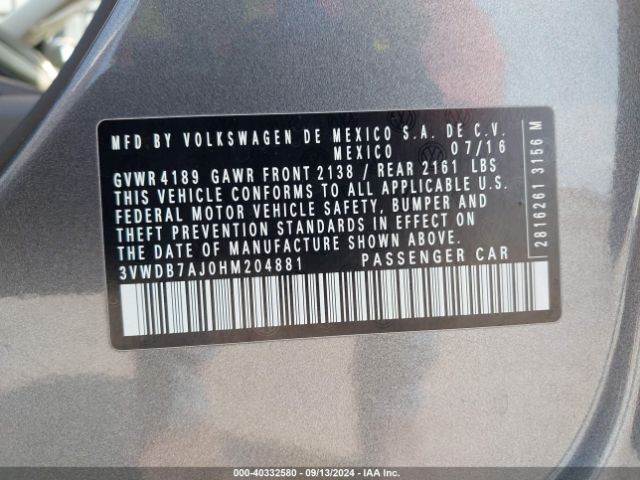 MFD BY VOLKSWAGEN DE MEXICO S.A. DE C.V.
MEXICO 07/16
GVWR 4189 GAWR FRONT 2138 / REAR 2161 LBS
THIS VEHICLE CONFORMS TO ALL APPLICABLE U.S.
FEDERAL MOTOR VEHICLE SAFETY, BUMPER AND
THEFT PREVENTION STANDARDS IN EFFECT ON
THE DATE OF MANUFACTURE SHOWN ABOVE.
3VWDB7AJ0HM204881 PASSENGER CAR
2816261 3156 M
000-40332580 - 09/13/2024 - IAAI.COM